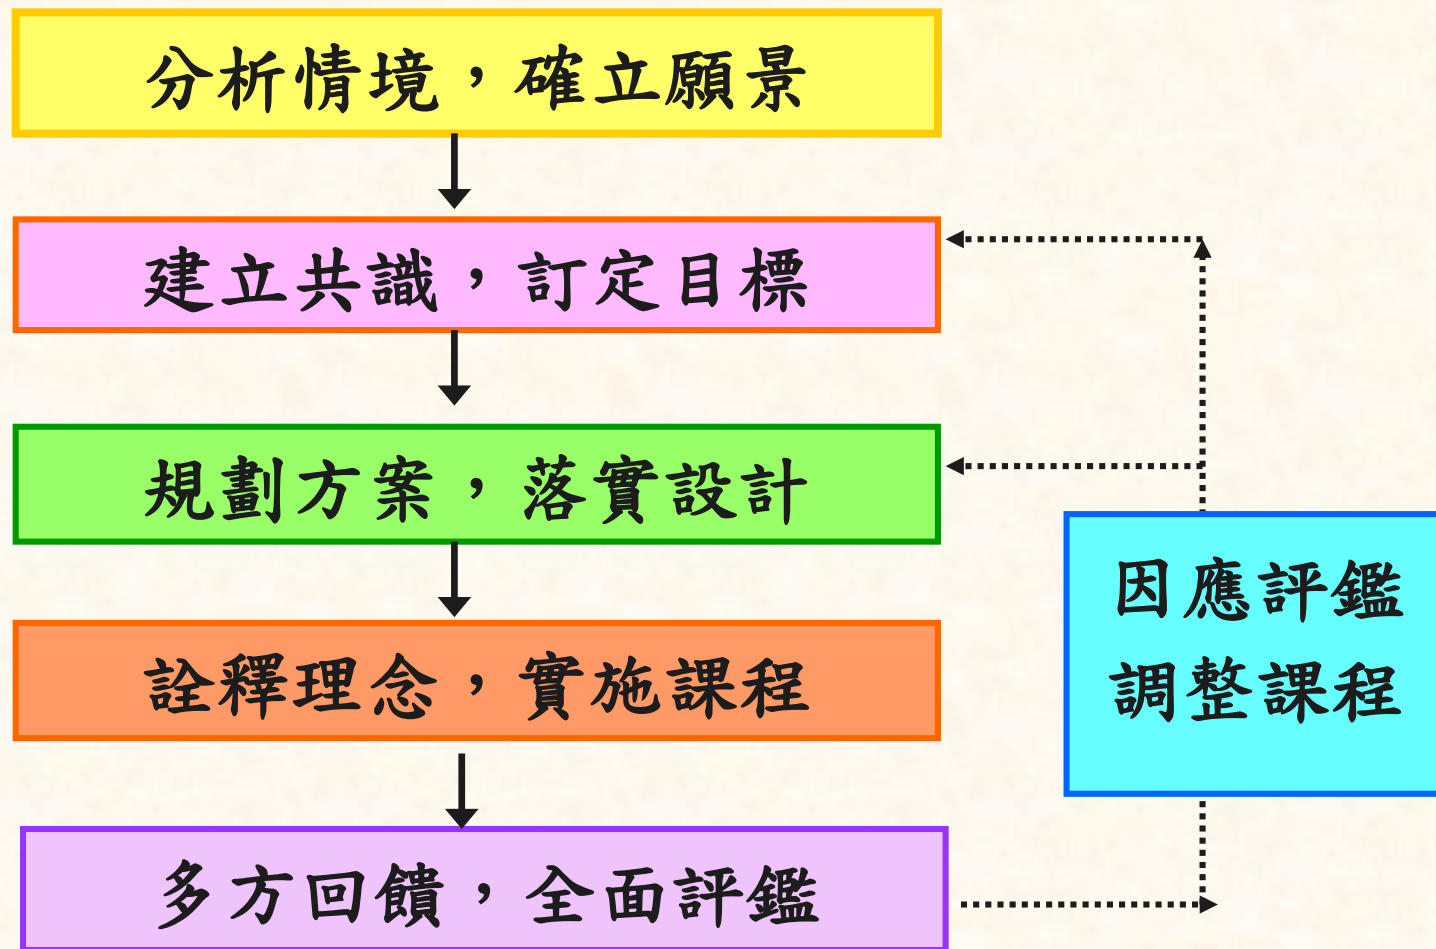 分析情境，確立願景
建立共識，訂定目標
規劃方案，落實設計
因應評鑑
調整課程
詮釋理念，實施課程
多方回饋，全面評鑑